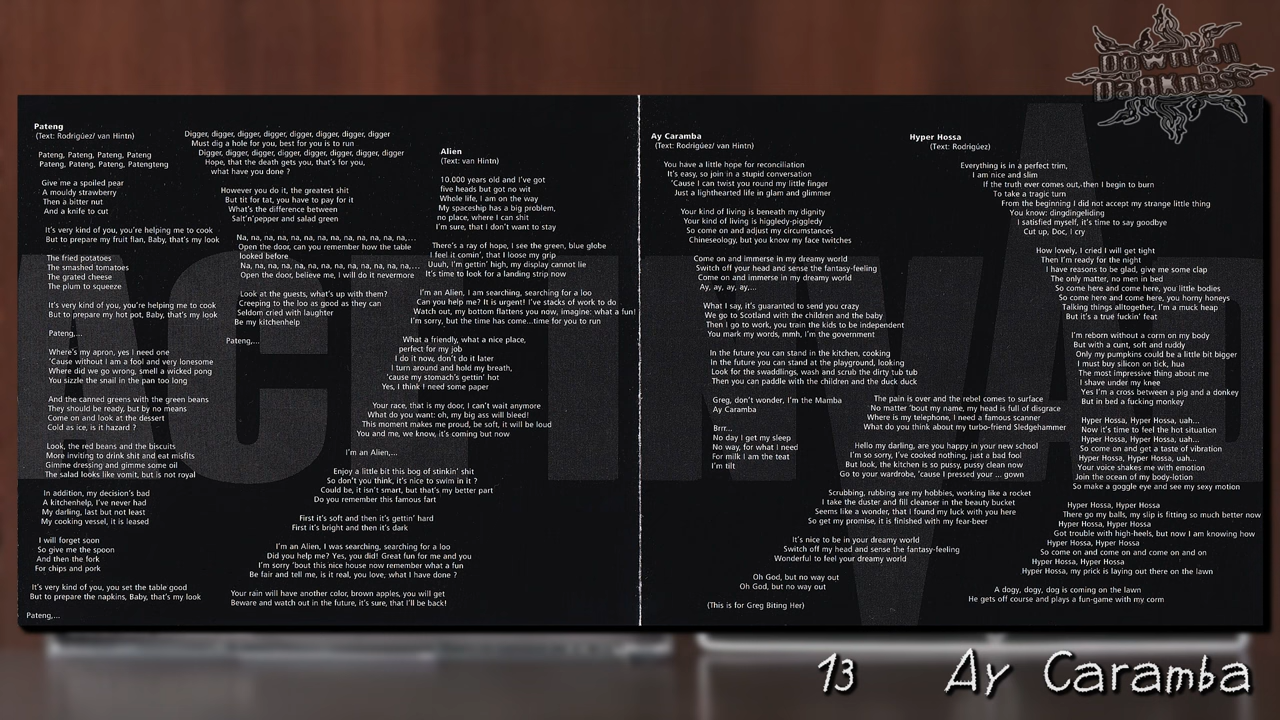 Pateng
(Text: Rodrigúez/ van Hintn)
Pateng, Pateng, Pateng, Pateng
Pateng, Pateng, Pateng, Patengteng
Give me a spoiled pear
A mouldy strawberry
Then a bitter nut
And a knife to cut
It's very kind of you, you're helping me to cook
But to prepare my fruit flan, Baby, that's my look
The fried potatoes
The smashed tomatoes
The grated cheese
The plum to squeeze
It's very kind of you, you're helping me to cook
But to prepare my hot pot, Baby, that's my look
Pateng,...
Where's my apron, yes I need one
'Cause without I am a fool and very lonesome
Where did we go wrong, smell a wicked pong
You sizzle the snail in the pan too long
And the canned greens with the green beans
They should be ready, but by no means
Come on and look at the dessert
Cold as ice, is it hazard ?
Look, the red beans and the biscuits
More inviting to drink shit and eat misfits
Gimme dressing and gimme some oil
The salad looks like vomit, but is not royal
In addition, my decision's bad
A kitchenhelp, I've never had
My darling, last but not least
My cooking vessel, it is leased
I will forget soon
So give me the spoon
And then the fork
For chips and pork
It's very kind of you, you set the table good
But to prepare the napkins, Baby, that's my look
Pateng,...
Digger, digger, digger, digger, digger, digger, digger, digger
Must dig a hole for you, best for you is to run
Digger, digger, digger, digger, digger, digger, digger, digger
Hope, that the death gets you, that's for you,
what have you done ?
However you do it, the greatest shit
But tit for tat, you have to pay for it
What's the difference between
Salt'n'pepper and salad green
Na, na, na, na, na, na, na, na, na, na, na, na, na,...
Open the door, can you remember how the table
looked before
Na, na, na, na, na, na, na, na, na, na, na, na, na,...
Open the door, believe me, I will do it nevermore
Look at the guests, what's up with them?
Creeping to the loo as good as they can
Seldom cried with laughter
Be my kitchenhelp
Pateng,...
Alien
(Text: van Hintn)
10.000 years old and I've got
five heads but got no wit
Whole life, I am on the way
My spaceship has a big problem,
no place, where I can shit
I'm sure, that I don't want to stay
There's a ray of hope, I see the green, blue globe
I feel it comin', that I loose my grip
Uuuh, I'm gettin' high, my display cannot lie
It's time to look for a landing strip now
I'm an Alien, I am searching, searching for a loo
Can you help me? It is urgent! I've stacks of work to do
Watch out, my bottom flattens you now, imagine: what a fun!
I'm sorry, but the time has come...time for you to run
What a friendly, what a nice place,
perfect for my job
I do it now, don't do it later
I turn around and hold my breath,
'cause my stomach's gettin' hot
Yes, I think I need some paper
Your race, that is my door, I can't wait anymore
What do you want: oh, my big ass will bleed!
This moment makes me proud, be soft, it will be loud
You and me, we know, it's coming but now
I'm an Alien,...
Enjoy a little bit this bog of stinkin' shit
So don't you think, it's nice to swim in it ?
Could be, it isn't smart, but that's my better part
Do you remember this famous fart
First it's soft and then it's gettin' hard
First it's bright and then it's dark
I'm an Alien, I was searching, searching for a loo
Did you help me? Yes, you did! Great fun for me and you
I'm sorry 'bout this nice house now remember what a fun
Be fair and tell me, is it real, you love; what I have done ?
Your rain will have another color, brown apples, you will get
Beware and watch out in the future, it's sure, that I'll be back!
Ay Caramba
(Text: Rodrigúez/ van Hintn)
You have a little hope for reconciliation
It's easy, so join in a stupid conversation
'Cause I can twist you round my little finger
Just a lighthearted life in glam and glimmer
Your kind of living is beneath my dignity
Your kind of living is higgledy-piggledy
So come on and adjust my circumstances
Chineseology, but you know my face twitches
Come on and immerse in my dreamy world
Switch off your head and sense the fantasy-feeling
Come on and immerse in my dreamy world
Ay, ay, ay, ay,...
What I say, it's guaranted to send you crazy
We go to Scotland with the children and the baby
Then I go to work, you train the kids to be independent
You mark my words, mmh, I'm the government
In the future you can stand in the kitchen, cooking
In the future you can stand at the playground, looking
Look for the swaddlings, wash and scrub the dirty tub tub
Then you can paddle with the children and the duck duck
Greg, don't wonder, I'm the Mamba
Ay Caramba
Brrr...
No day I get my sleep
No way, for what I need
For milk I am the teat
I'm tilt
The pain is over and the rebel comes to surface
No matter 'bout my name, my head is full of disgrace
Where is my telephone, I need a famous scanner
What do you think about my turbo-friend Sledgehammer
Hello my darling, are you happy in your new school
I'm so sorry, I've cooked nothing, just a bad fool
But look, the kitchen is so pussy, pussy clean now
Go to your wardrobe, 'cause I pressed your ... gown
Scrubbing, rubbing are my hobbies, working like a rocket
I take the duster and fill cleanser in the beauty bucket
Seems like a wonder, that I found my luck with you here
So get my promise, it is finished with my fear-beer
It's nice to be in your dreamy world
Switch off my head and sense the fantasy-feeling
Wonderful to feel your dreamy world
Oh God, but no way out
Oh God, but no way out
(This is for Greg Biting Her)
Hyper Hossa
(Text: Rodrigúez)
Everything is in a perfect trim,
I am nice and slim
If the truth ever comes out, then I begin to burn
To take a tragic turn
From the beginning I did not accept my strange little thing
You know: dingdingeliding
I satisfied myself, it's time to say goodbye
Cut up, Doc, I cry
How lovely, I cried I will get tight
Then I'm ready for the night
I have reasons to be glad, give me some clap
The only matter, no men in bed
So come here and come here, you little bodies
So come here and come here, you horny honeys
Talking things alltogether, I'm a muck heap
But it's a true fuckin' feat
I'm reborn without a corn on my body
But with a cunt, soft and ruddy
Only my pumpkins could be a little bit bigger
I must buy silicon on tick, hua
The most impressive thing about me
I shave under my knee
Yes I'm a cross between a pig and a donkey
But in bed a fucking monkey
Hyper Hossa, Hyper Hossa, uah...
Now it's time to feel the hot situation
Hyper Hossa, Hyper Hossa, uah...
So come on and get a taste of vibration
Hyper Hossa, Hyper Hossa, uah...
Your voice shakes me with emotion
Join the ocean of my body-lotion
So make a goggle eye and see my sexy motion
Hyper Hossa, Hyper Hossa
There go my balls, my slip is fitting so much better now
Hyper Hossa, Hyper Hossa
Got trouble with high-heels, but now I am knowing how
Hyper Hossa, Hyper Hossa
So come on and come on and come on and on
Hyper Hossa, Hyper Hossa
Hyper Hossa, my prick is laying out there on the lawn
A dogy, dogy, dog is coming on the lawn
He gets off course and plays a fun-game with my corm
Downfall
of
Darkness
13 Ay Caramba